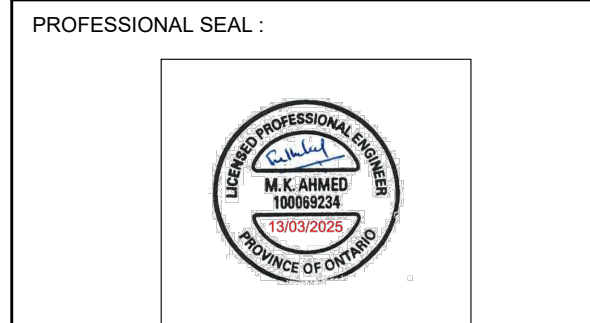 PROFESSIONAL SEAL :
LICENSED PROFESSIONAL ENGINEER
M.K. AHMED
100069234
13/03/2025
PROVINCE OF ONTARIO